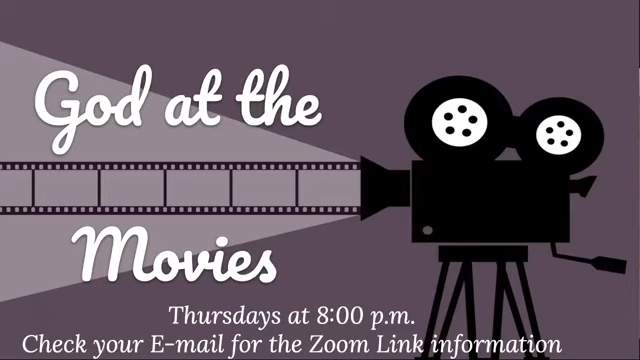 God at the
Movies
Thursdays at 8:00 p.m.
Check your E-mail for the Zoom Link information